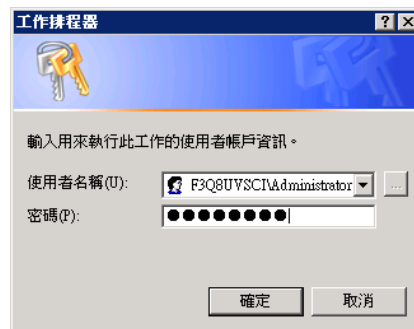 工作排程器
輸入用來執行此工作的使用者帳戶資訊。
使用者名稱(U): F3Q8UVSCI\Administrator ...
密碼(P): ●●●●●●●●
確定 取消